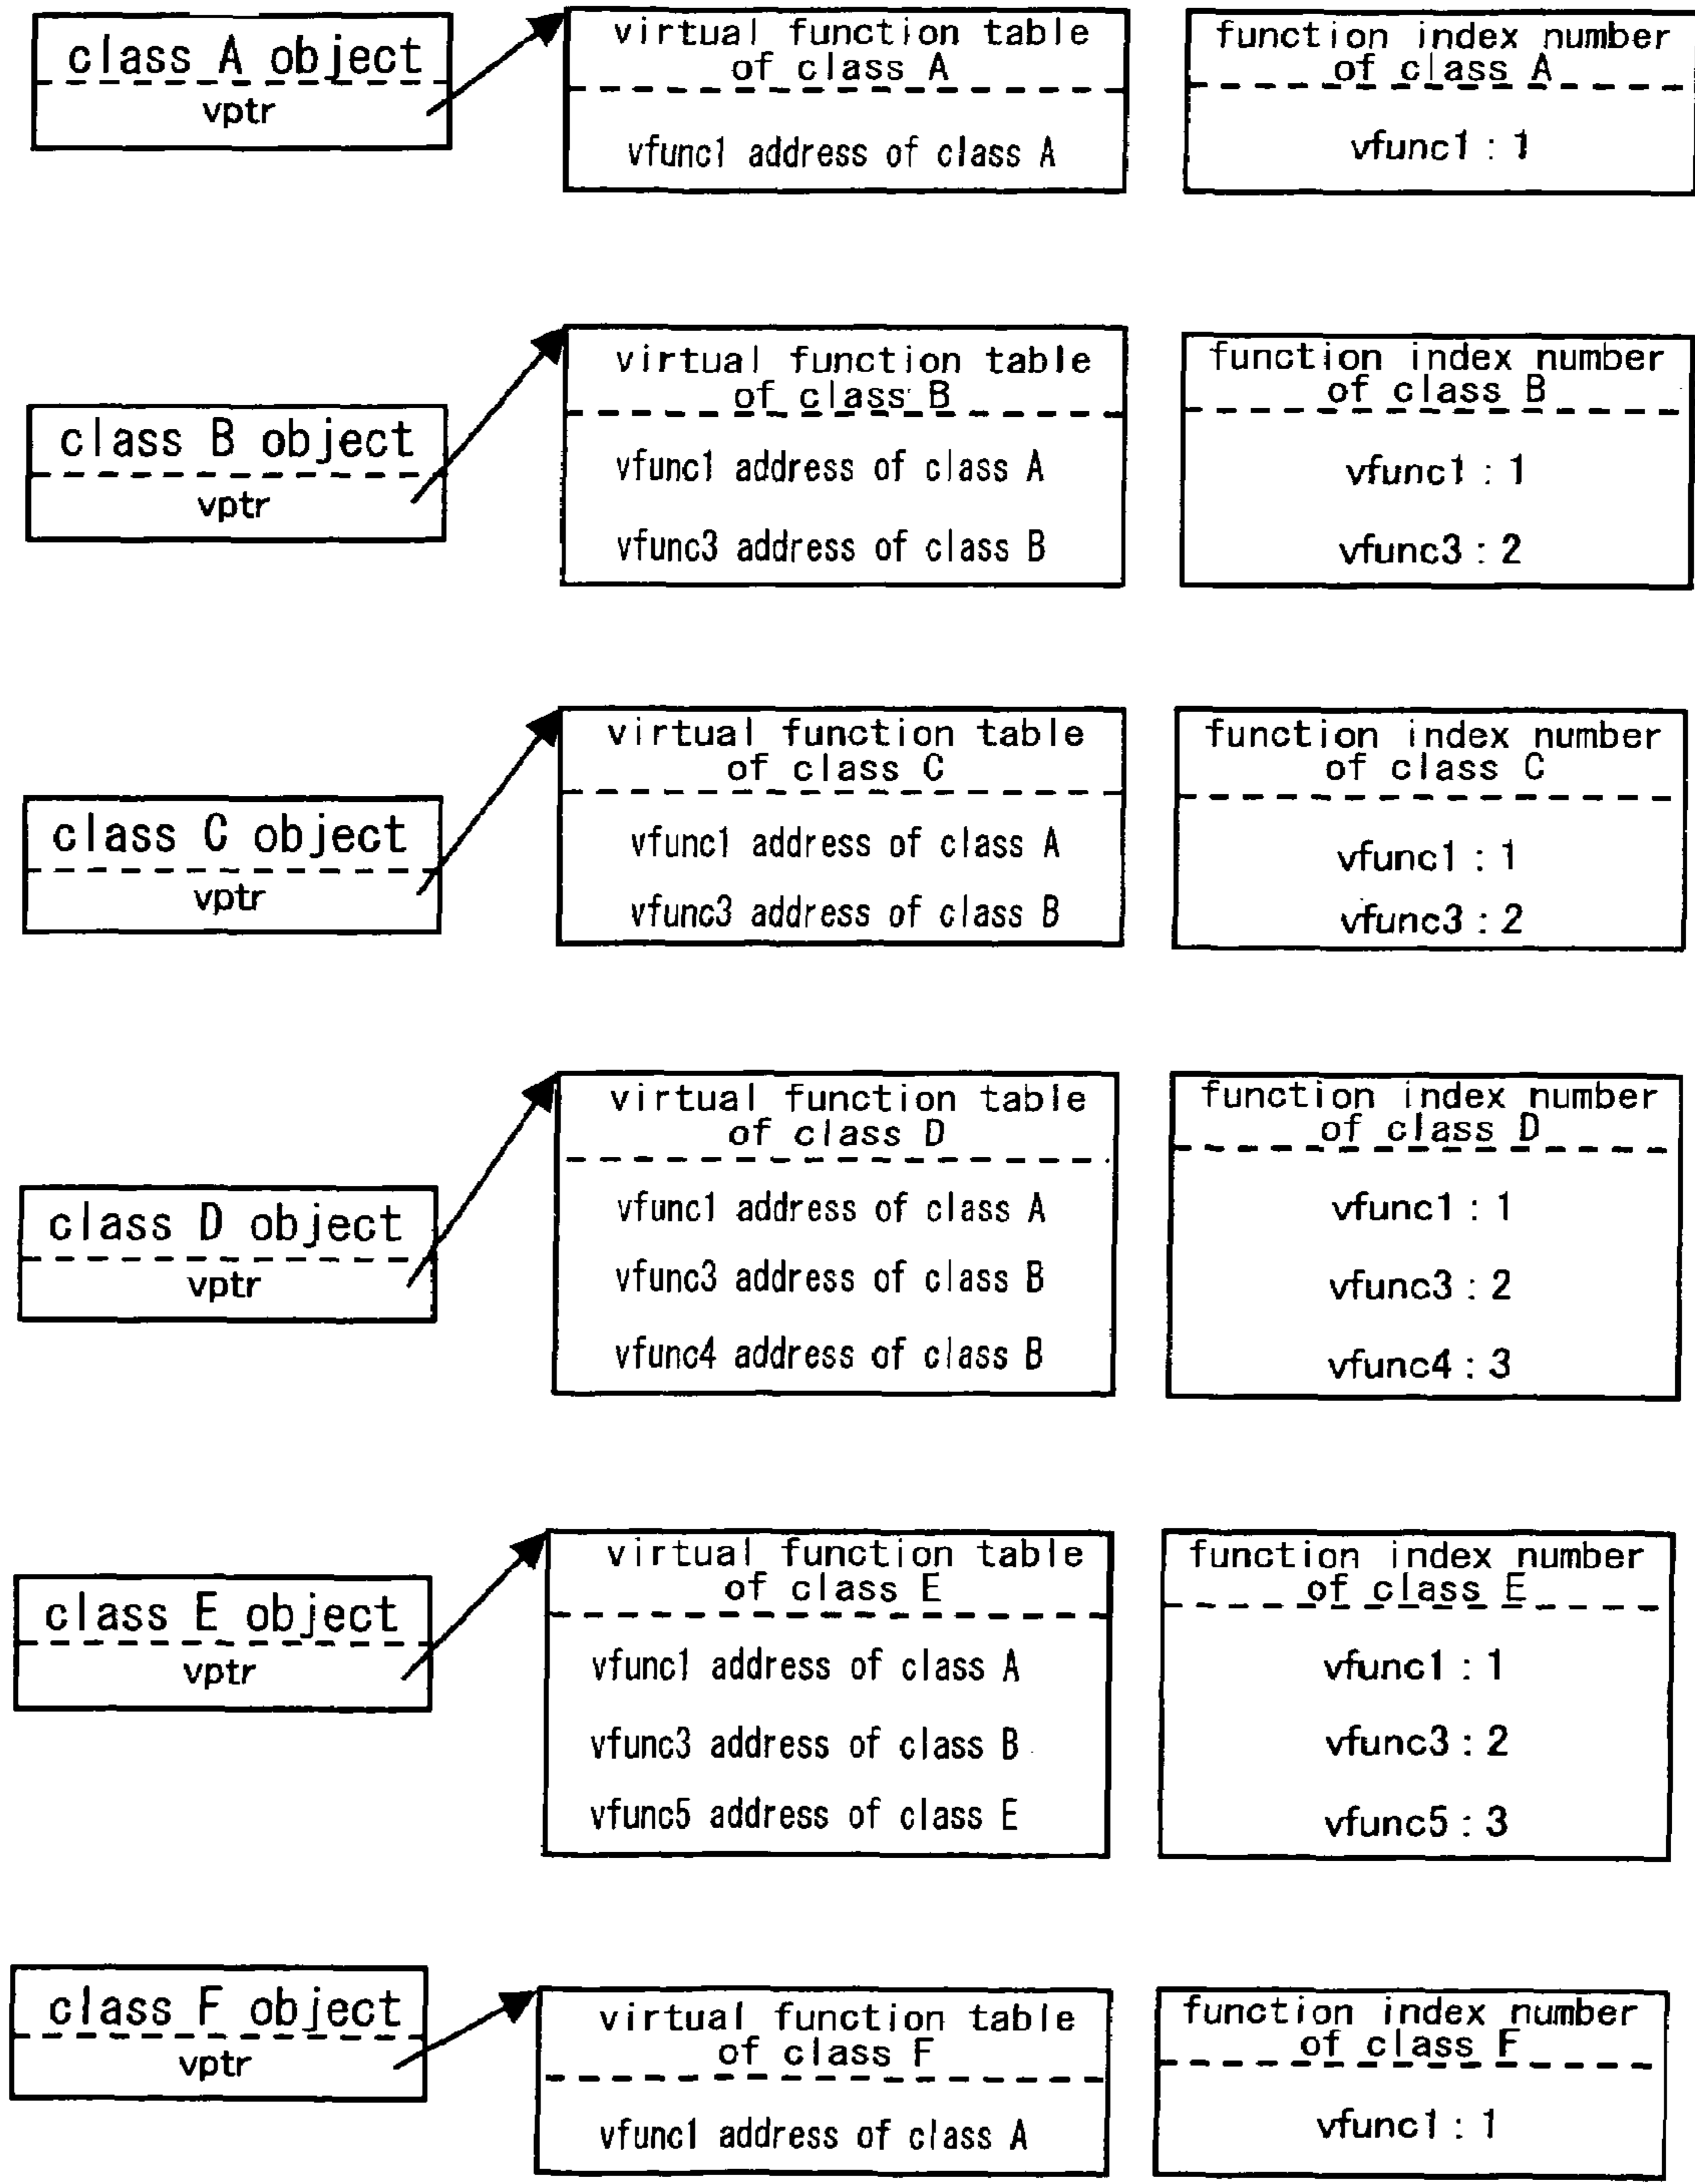 class A object
vptr
virtual function table
of class A
vfunc1 address of class A
function index number
of class A
vfunc1 : 1
class B object
vptr
virtual function table
of class B
vfunc1 address of class A
vfunc3 address of class B
function index number
of class B
vfunc1 : 1
vfunc3 : 2
class C object
vptr
virtual function table
of class C
vfunc1 address of class A
vfunc3 address of class B
function index number
of class C
vfunc1 : 1
vfunc3 : 2
class D object
vptr
virtual function table
of class D
vfunc1 address of class A
vfunc3 address of class B
vfunc4 address of class B
function index number
of class D
vfunc1 : 1
vfunc3 : 2
vfunc4 : 3
class E object
vptr
virtual function table
of class E
vfunc1 address of class A
vfunc3 address of class B
vfunc5 address of class E
function index number
of class E
vfunc1 : 1
vfunc3 : 2
vfunc5 : 3
class F object
vptr
virtual function table
of class F
vfunc1 address of class A
function index number
of class F
vfunc1 : 1